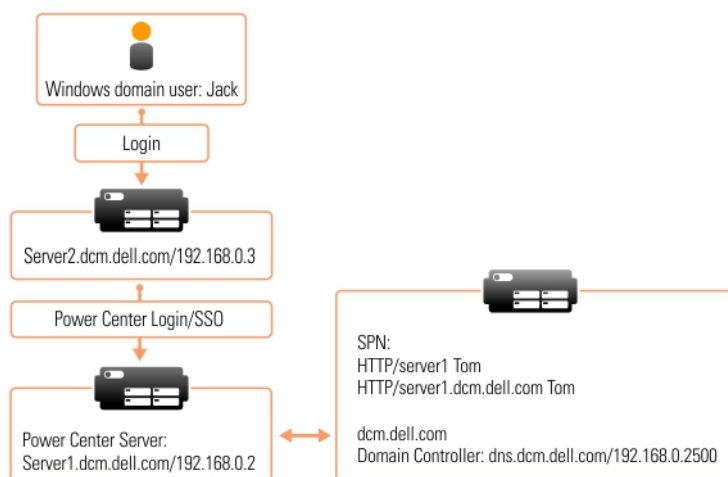 Windows domain user: Jack
Login
Server2.dcm.dell.com/192.168.0.3
Power Center Login/SSO
Power Center Server:
Server1.dcm.dell.com/192.168.0.2
SPN:
HTTP/server1 Tom
HTTP/server1.dcm.dell.com Tom
dcm.dell.com
Domain Controller: dns.dcm.dell.com/192.168.0.2500